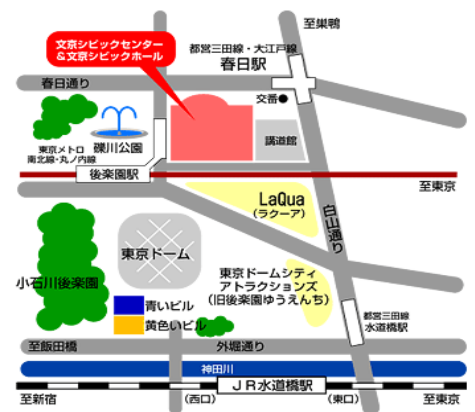 至巣鴨
文京シビックセンター
&文京シビックホール
都営三田線・大江戸線
春日駅
春日通り
交番
礫川公園
講道館
東京メトロ
南北線・丸ノ内線
後楽園駅
至東京
LaQua
(ラクーア)
白山通り
東京ドーム
小石川後楽園
東京ドームシティ
アトラクションズ
(旧後楽園ゆうえんち)
青いビル
黄色いビル
都営三田線
水道橋駅
至飯田橋
外堀通り
神田川
至新宿
(西口)
JR水道橋駅
(東口)
至東京